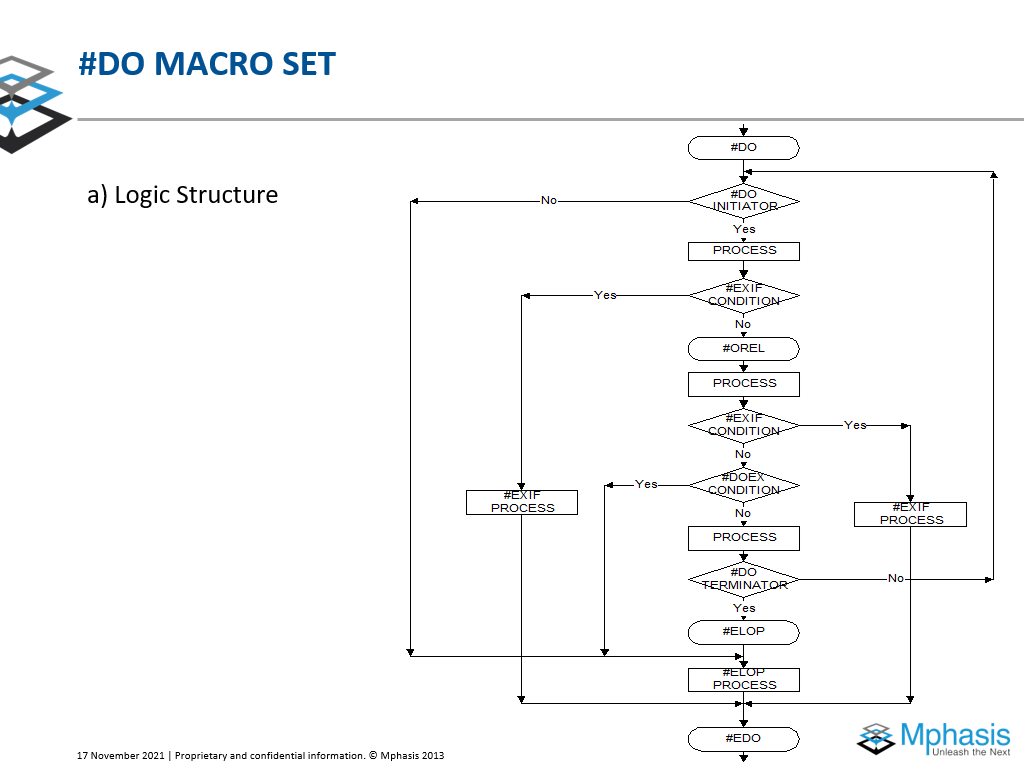 #DO MACRO SET
a) Logic Structure
#DO
#DO
INITIATOR
No
Yes
PROCESS
#EXIF
CONDITION
Yes
No
#OREL
PROCESS
#EXIF
CONDITION
Yes
No
#DOEX
CONDITION
Yes
No
#EXIF
PROCESS
#EXIF
PROCESS
PROCESS
#DO
TERMINATOR
No
Yes
#ELOP
#ELOP
PROCESS
#EDO
17 November 2021 | Proprietary and confidential information. © Mphasis 2013
Mphasis
Unleash the Next